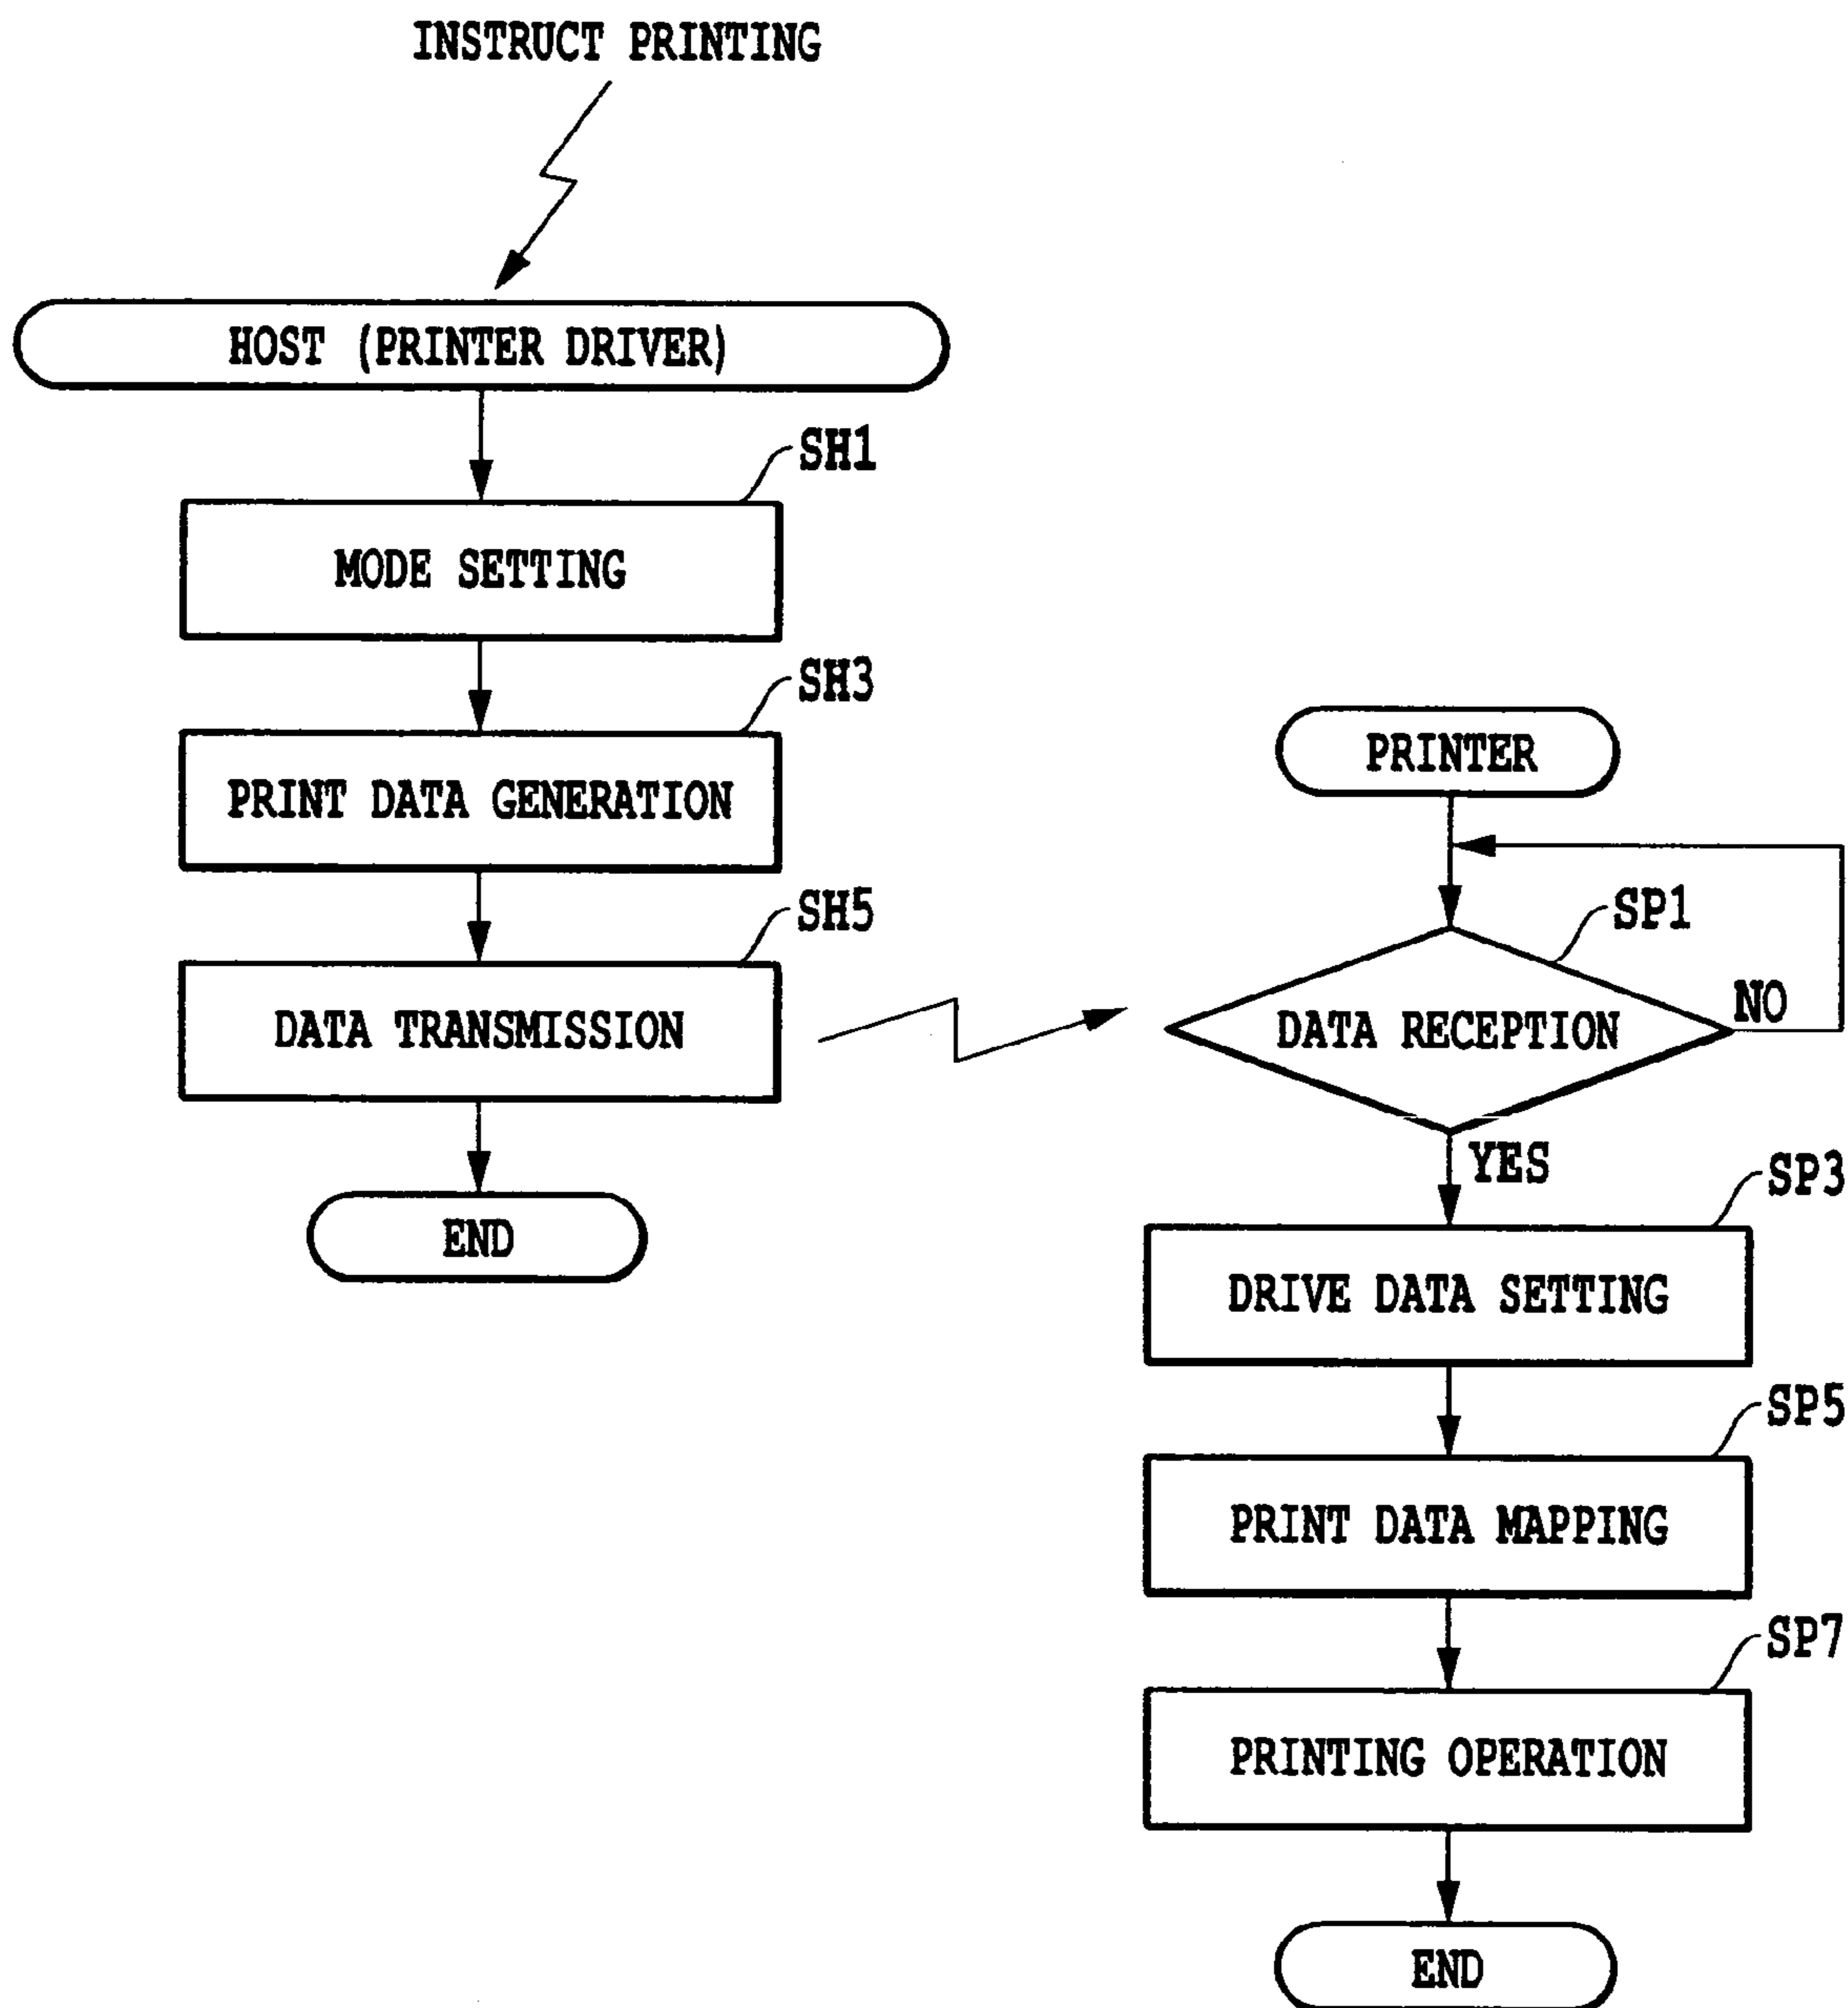 INSTRUCT PRINTING
HOST (PRINTER DRIVER)
SH1
MODE SETTING
SH3
PRINT DATA GENERATION
SH5
DATA TRANSMISSION
END
PRINTER
SP1
DATA RECEPTION
NO
YES
SP3
DRIVE DATA SETTING
SP5
PRINT DATA MAPPING
SP7
PRINTING OPERATION
END